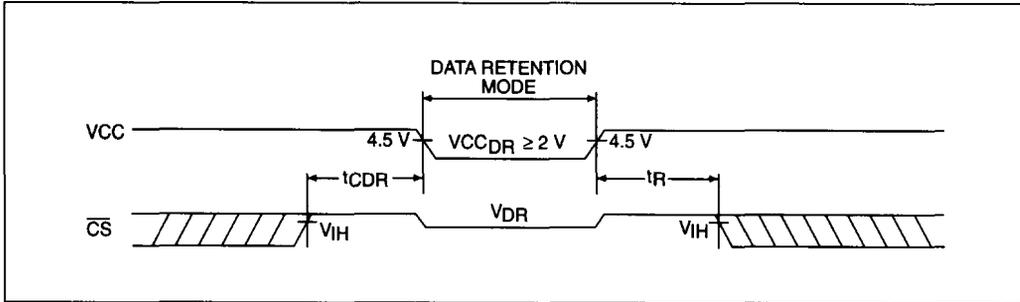 DATA RETENTION
MODE
VCC
4.5 V
VCCDR ≥ 2 V
4.5 V
tCDR
tR
CS
VIH
VDR
VIH